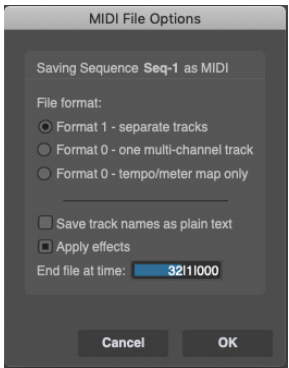 MIDI File Options
Saving Sequence Seq-1 as MIDI
File format:
Format 1 - separate tracks
Format 0 - one multi-channel track
Format 0 - tempo/meter map only
Save track names as plain text
Apply effects
End file at time: 32|1|000
Cancel OK